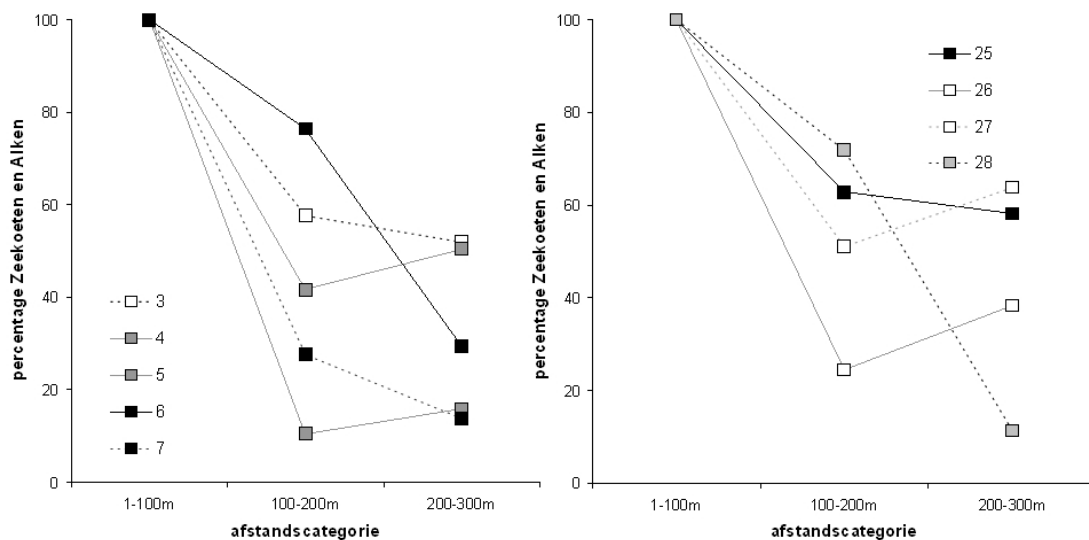 percentage Zeekoeten en Alken
100
80
60
40
20
0
3
4
5
6
7
1-100m
100-200m
200-300m
afstandscategorie
percentage Zeekoeten en Alken
100
80
60
40
20
0
25
26
27
28
1-100m
100-200m
200-300m
afstandscategorie